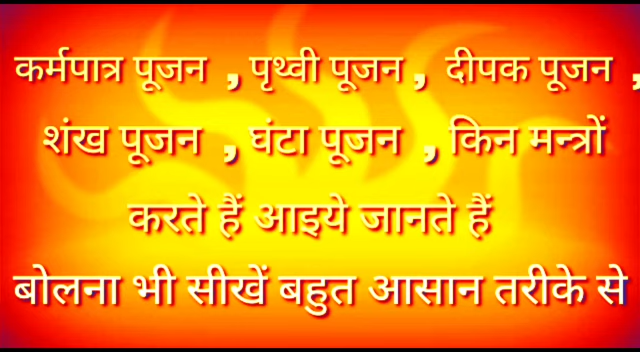 कर्मपात्र पूजन , पृथ्वी पूजन , दीपक पूजन ,
शंख पूजन , घंटा पूजन , किन मन्त्रों
करते हैं आइये जानते हैं
बोलना भी सीखें बहुत आसान तरीके से